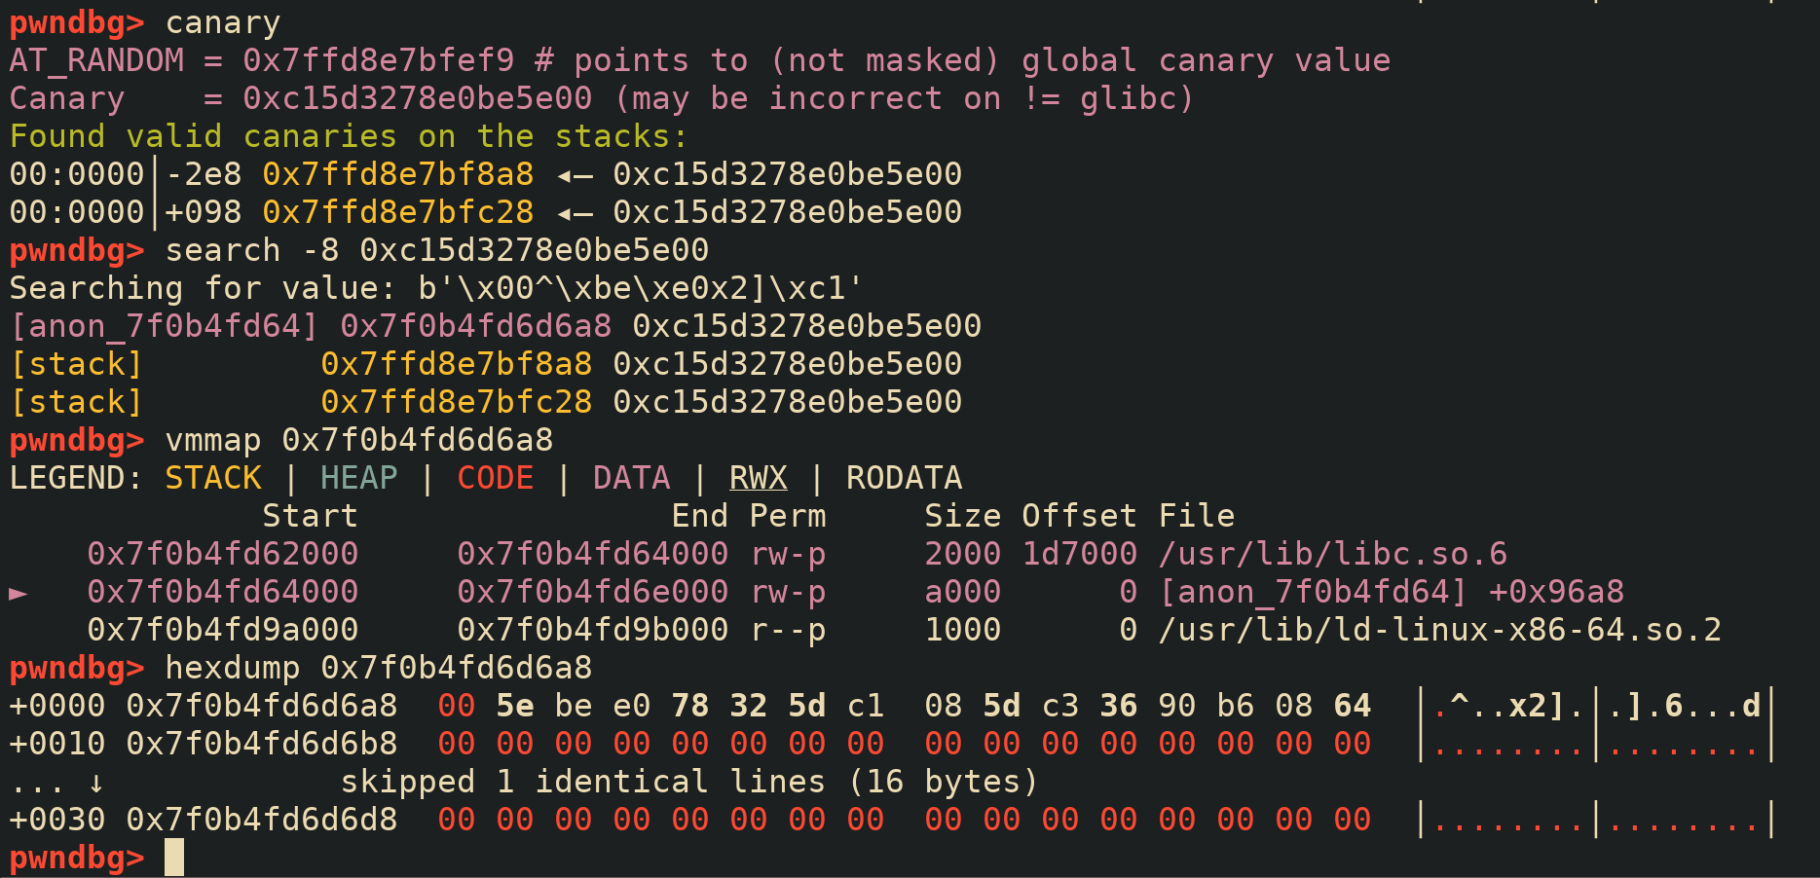 pwndbg> canary
AT_RANDOM = 0x7ffd8e7bfef9 # points to (not masked) global canary value
Canary    = 0xc15d3278e0be5e00 (may be incorrect on != glibc)
Found valid canaries on the stacks:
00:0000│-2e8 0x7ffd8e7bf8a8 ◂— 0xc15d3278e0be5e00
00:0000│+098 0x7ffd8e7bfc28 ◂— 0xc15d3278e0be5e00
pwndbg> search -8 0xc15d3278e0be5e00
Searching for value: b'\x00^\xbe\xe0x2]\xc1'
[anon_7f0b4fd64] 0x7f0b4fd6d6a8 0xc15d3278e0be5e00
[stack]         0x7ffd8e7bf8a8 0xc15d3278e0be5e00
[stack]         0x7ffd8e7bfc28 0xc15d3278e0be5e00
pwndbg> vmmap 0x7f0b4fd6d6a8
LEGEND: STACK | HEAP | CODE | DATA | RWX | RODATA
             Start                End Perm     Size Offset File
    0x7f0b4fd62000     0x7f0b4fd64000 rw-p     2000 1d7000 /usr/lib/libc.so.6
►   0x7f0b4fd64000     0x7f0b4fd6e000 rw-p     a000      0 [anon_7f0b4fd64] +0x96a8
    0x7f0b4fd9a000     0x7f0b4fd9b000 r--p     1000      0 /usr/lib/ld-linux-x86-64.so.2
pwndbg> hexdump 0x7f0b4fd6d6a8
+0000 0x7f0b4fd6d6a8  00 5e be e0 78 32 5d c1  08 5d c3 36 90 b6 08 64  │.^..x2].│.].6...d│
+0010 0x7f0b4fd6d6b8  00 00 00 00 00 00 00 00  00 00 00 00 00 00 00 00  │........│........│
... ↓            skipped 1 identical lines (16 bytes)
+0030 0x7f0b4fd6d6d8  00 00 00 00 00 00 00 00  00 00 00 00 00 00 00 00  │........│........│
pwndbg>